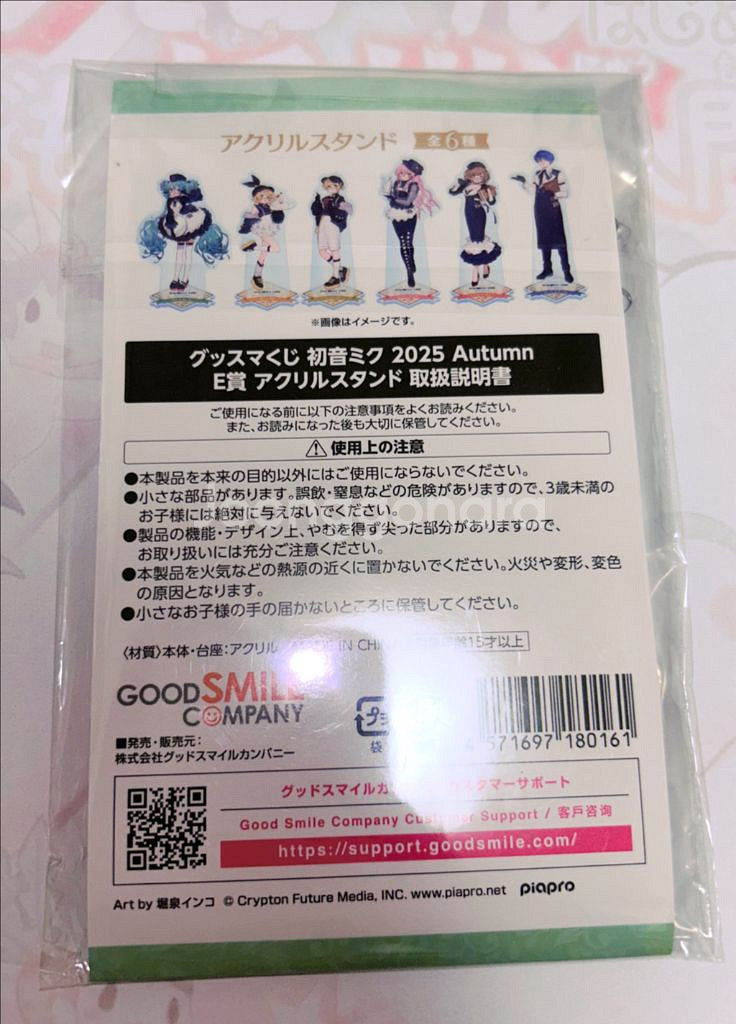 アクリルスタンド 全6種
※画像はイメージです。
グッスマくじ 初音ミク 2025 Autumn
E賞 アクリルスタンド 取扱説明書
ご使用になる前に以下の注意事項をよくお読みください。
また、お読みになった後も大切に保管してください。
使用上の注意
●本製品を本来の目的以外にはご使用にならないでください。
●小さな部品があります。誤飲・窒息などの危険がありますので、3歳未満の
お子様には絶対に与えないでください。
●製品の機能・デザイン上、やむを得ず尖った部分がありますので、
お取り扱いには充分ご注意ください。
●本製品を火気などの熱源の近くに置かないでください。火災や変形、変色
の原因となります。
●小さなお子様の手の届かないところに保管してください。
〈材質〉本体・台座：アクリル MADE IN CHINA 15才以上
GOOD SMILE
COMPANY
プラ
袋
4 571697 180161
■発売・販売元：
株式会社グッドスマイルカンパニー
グッドスマイルカ カスタマーサポート
Good Smile Company Customer Support / 客戶咨询
https://support.goodsmile.com/
Art by 堀泉インコ © Crypton Future Media, INC. www.piapro.net piapro